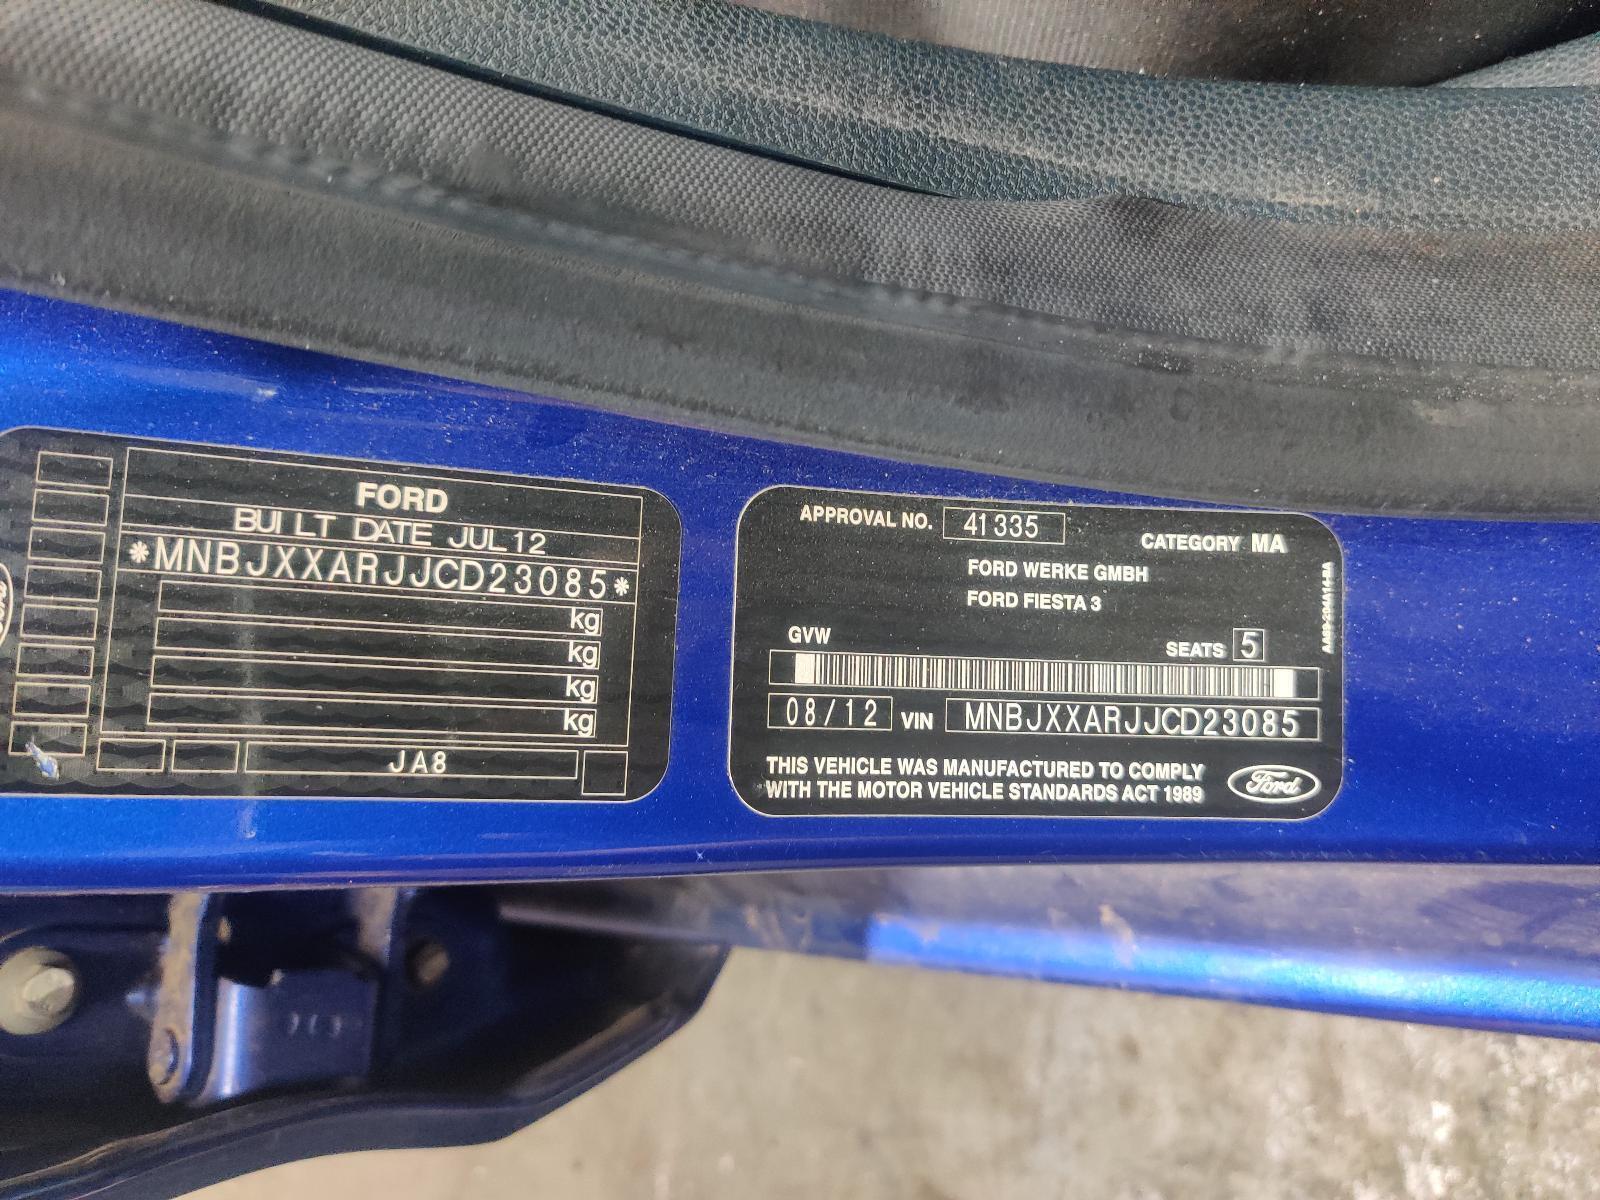 FORD
BUILT DATE JUL12
*MNBJXXARJJCD23085*
kg
kg
kg
kg
JA8
APPROVAL NO. 41335
CATEGORY MA
FORD WERKE GMBH
FORD FIESTA 3
GVW
SEATS 5
08/12 VIN MNBJXXARJJCD23085
THIS VEHICLE WAS MANUFACTURED TO COMPLY
WITH THE MOTOR VEHICLE STANDARDS ACT 1989
Ford